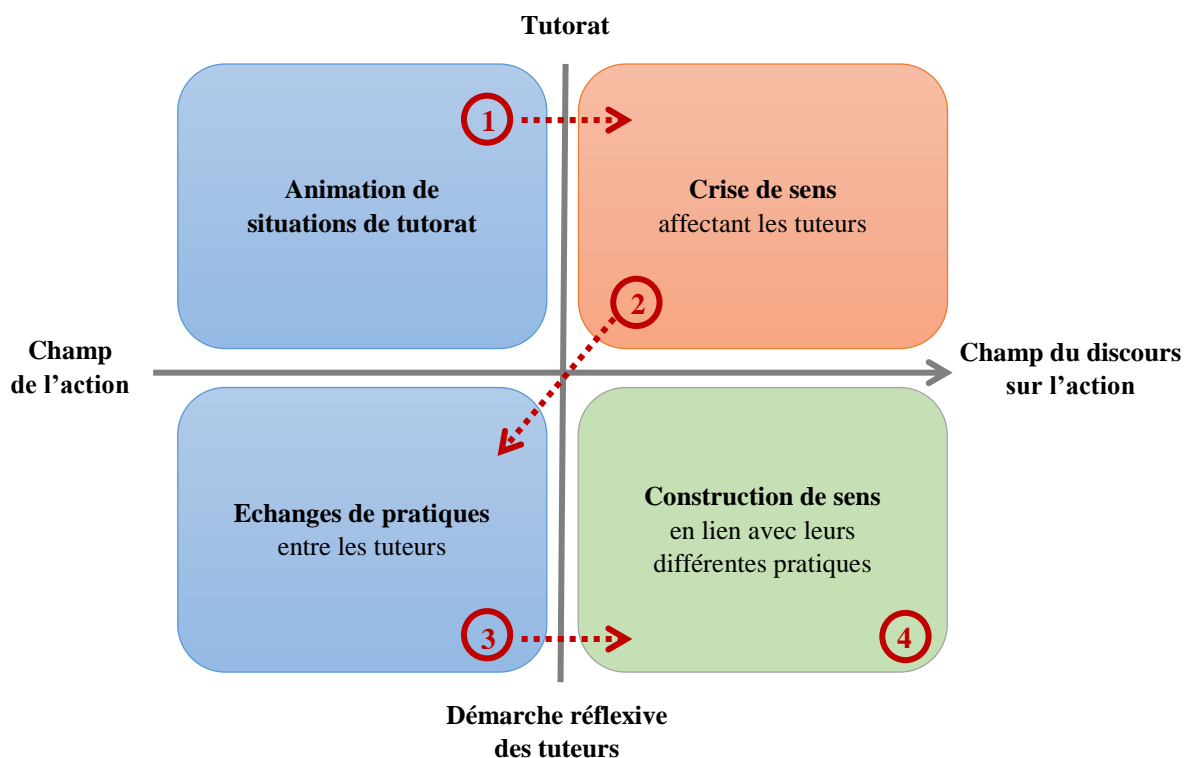 Tutorat
1
Animation de
situations de tutorat
Crise de sens
affectant les tuteurs
2
Champ
de l’action
Champ du discours
sur l’action
Echanges de pratiques
entre les tuteurs
Construction de sens
en lien avec leurs
différentes pratiques
3
4
Démarche réflexive
des tuteurs